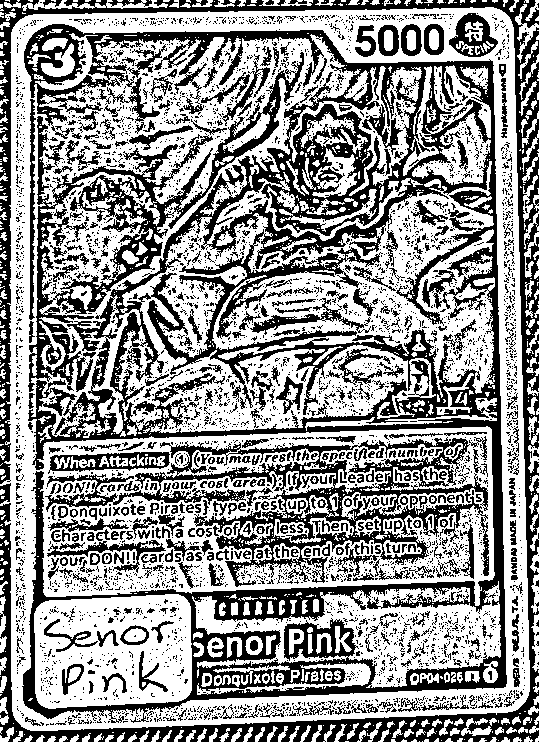 3
5000
特
SPECIAL
When Attacking ① (You may rest the specified number of
DON!! cards in your cost area.): If your Leader has the
{Donquixote Pirates} type, rest up to 1 of your opponent's
Characters with a cost of 4 or less. Then, set up to 1 of
your DON!! cards as active at the end of this turn.
CHARACTER
Senor Pink
Donquixote Pirates
OP04-026
1
Senor
Pink
BANDAI MADE IN JAPAN